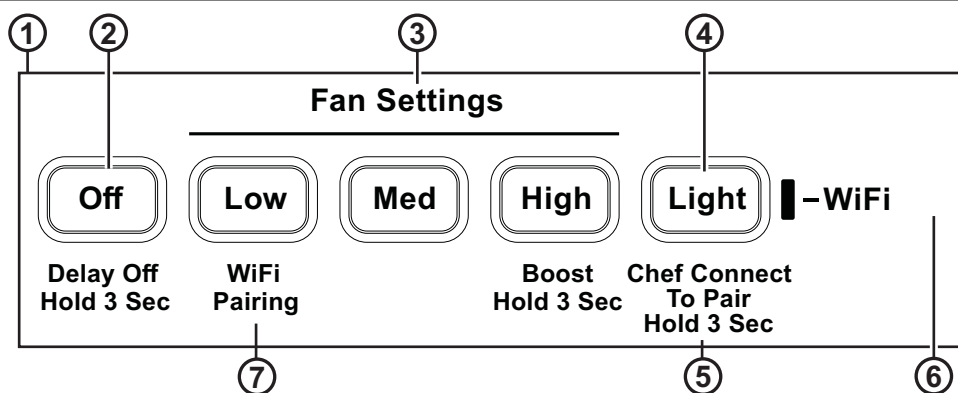 1 2 3 4
Fan Settings
Off Low Med High Light -WiFi
Delay Off
Hold 3 Sec
WiFi
Pairing
Boost
Hold 3 Sec
Chef Connect
To Pair
Hold 3 Sec
7 5 6